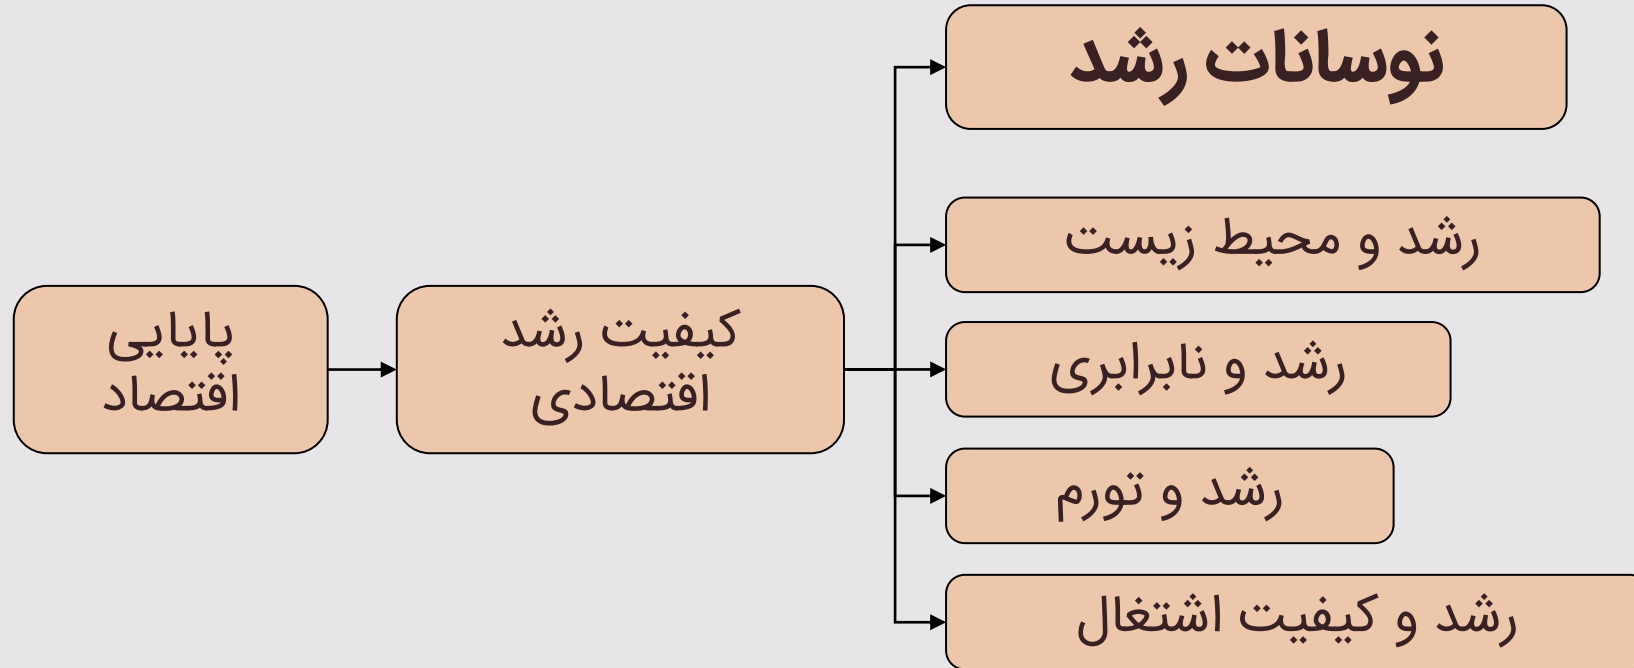 پایایی
اقتصاد
کیفیت رشد
اقتصادی
نوسانات رشد
رشد و محیط زیست
رشد و نابرابری
رشد و تورم
رشد و کیفیت اشتغال